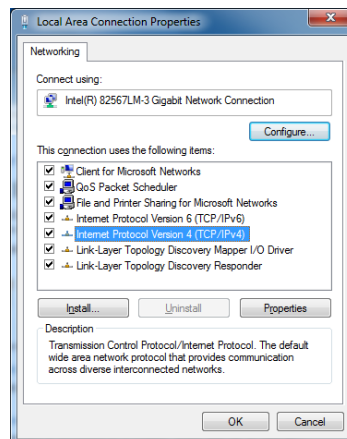 Local Area Connection Properties
Networking
Connect using:
Intel(R) 82567LM-3 Gigabit Network Connection
Configure...
This connection uses the following items:
Client for Microsoft Networks
QoS Packet Scheduler
File and Printer Sharing for Microsoft Networks
Internet Protocol Version 6 (TCP/IPv6)
Internet Protocol Version 4 (TCP/IPv4)
Link-Layer Topology Discovery Mapper I/O Driver
Link-Layer Topology Discovery Responder
Install...
Uninstall
Properties
Description
Transmission Control Protocol/Internet Protocol. The default
wide area network protocol that provides communication
across diverse interconnected networks.
OK
Cancel